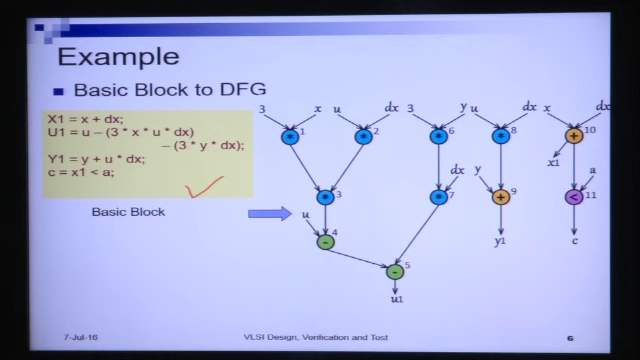 Example
Basic Block to DFG
X1 = x + dx;
U1 = u – (3 * x * u * dx)
– (3 * y * dx);
Y1 = y + u * dx;
c = x1 < a;
Basic Block
3 x u dx 3 y u dx x dx
* 1 * 2 * 6 * 8 + 10
x1
dx y a
* 3 * 7 + 9 < 11
u
- 4 y1 c
- 5
u1
7-Jul-16
VLSI Design, Verification and Test
6